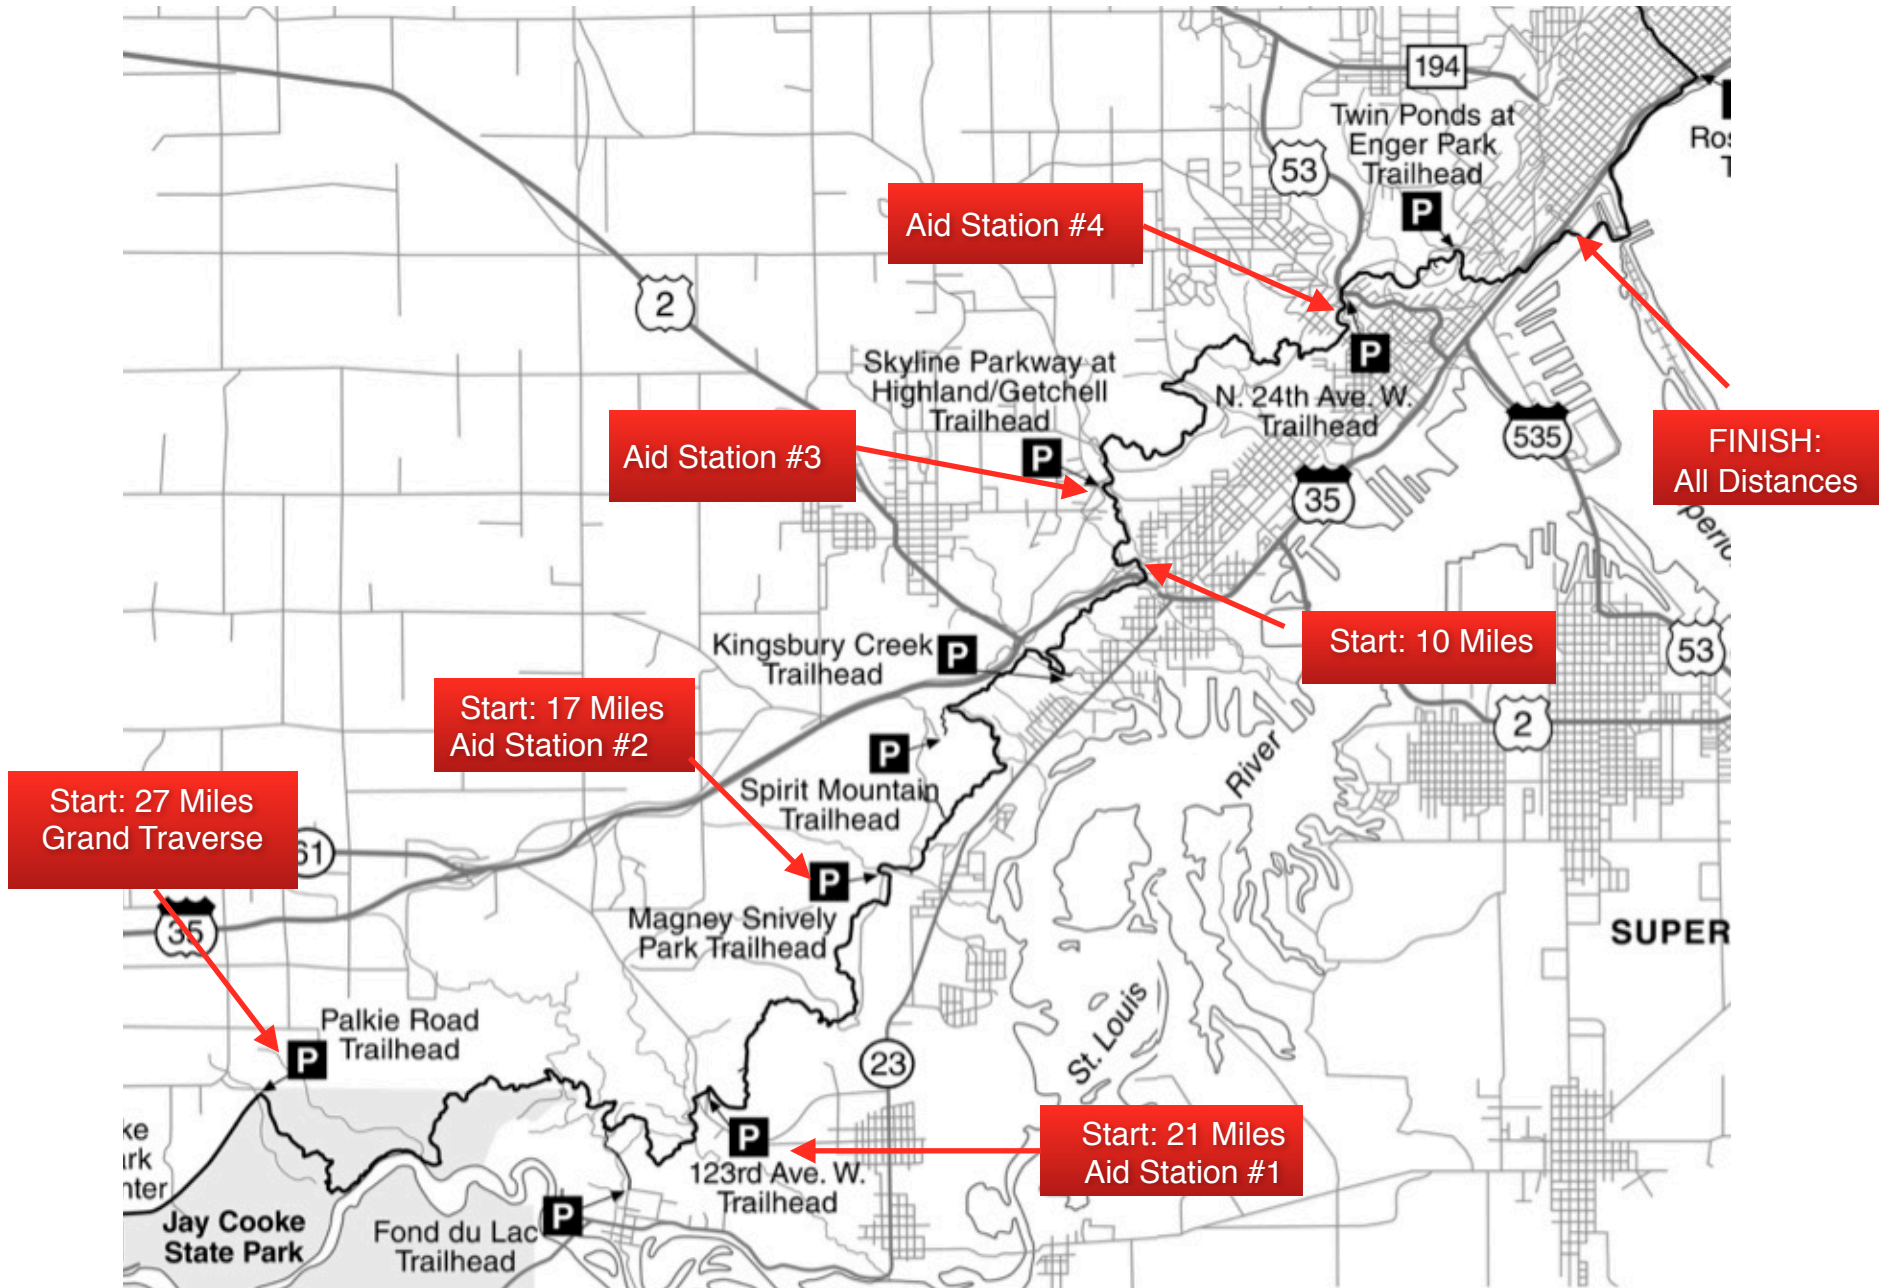 194
Twin Ponds at
Enger Park
Trailhead
P
53
Aid Station #4
2
Skyline Parkway at
Highland/Getchell
Trailhead
P
P
N. 24th Ave. W.
Trailhead
535
FINISH:
All Distances
Aid Station #3
35
Kingsbury Creek
Trailhead
P
Start: 10 Miles
53
2
Start: 17 Miles
Aid Station #2
P
Spirit Mountain
Trailhead
River
Start: 27 Miles
Grand Traverse
61
35
P
Magney Snively
Park Trailhead
SUPER
Palkie Road
Trailhead
P
23
St. Louis
P
123rd Ave. W.
Trailhead
Start: 21 Miles
Aid Station #1
Jay Cooke
State Park
Fond du Lac
Trailhead
P